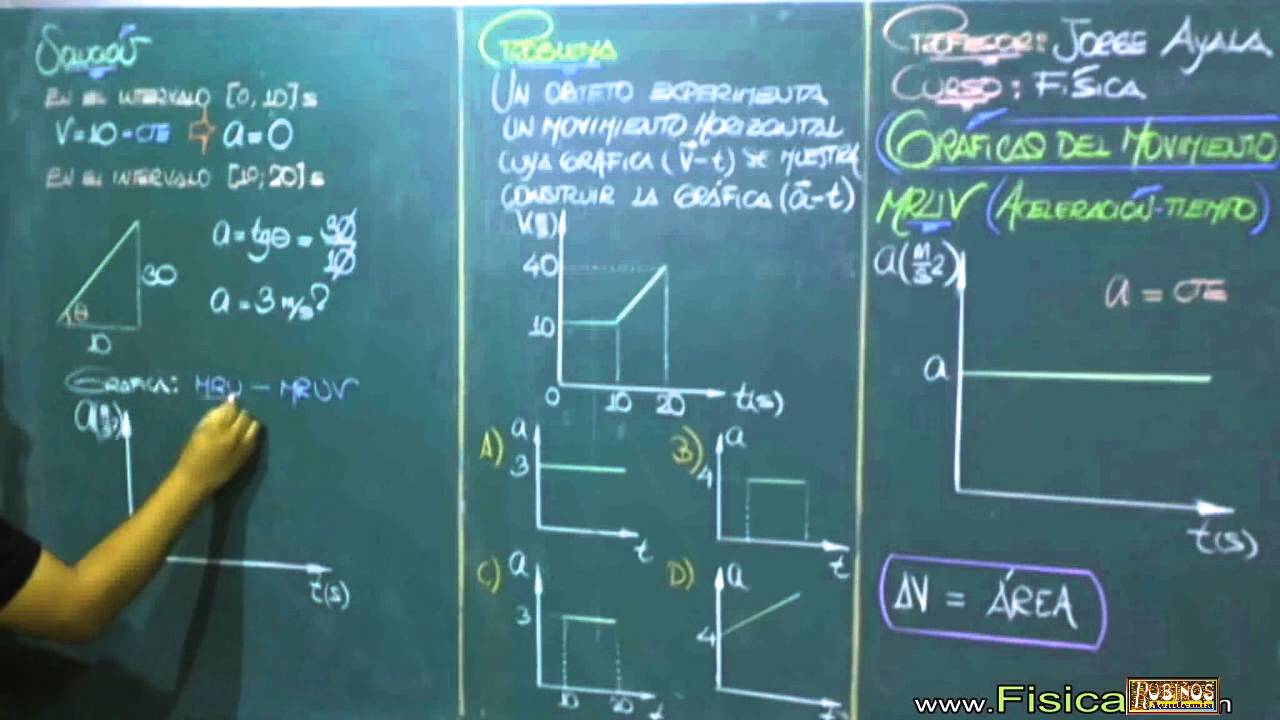 SOLUCIÓN
EN EL INTERVALO [0, 10] s
V = 10 = CTE ⇒ a = 0
EN EL INTERVALO [10; 20] s
a = tgθ = 30/10
a = 3 m/s²
30
θ
10
GRÁFICA: MRU - MRUV
a(m/s²)
t(s)
PROBLEMA
UN OBJETO EXPERIMENTA
UN MOVIMIENTO HORIZONTAL
CUYA GRÁFICA (V⃗-t) SE MUESTRA
CONSTRUIR LA GRÁFICA (a⃗-t)
V(m/s)
40
10
0 10 20 t(s)
A) a
3
t
B) a
4
t
C) a
3
10 20 t
D) a
4
t
PROFESOR: JORGE AYALA
CURSO: FÍSICA
GRÁFICAS DEL MOVIMIENTO
MRUV (ACELERACIÓN-TIEMPO)
a(m/s²)
a = CTE
a
t(s)
ΔV = ÁREA
www.Fisica
ROBIÑOS
n